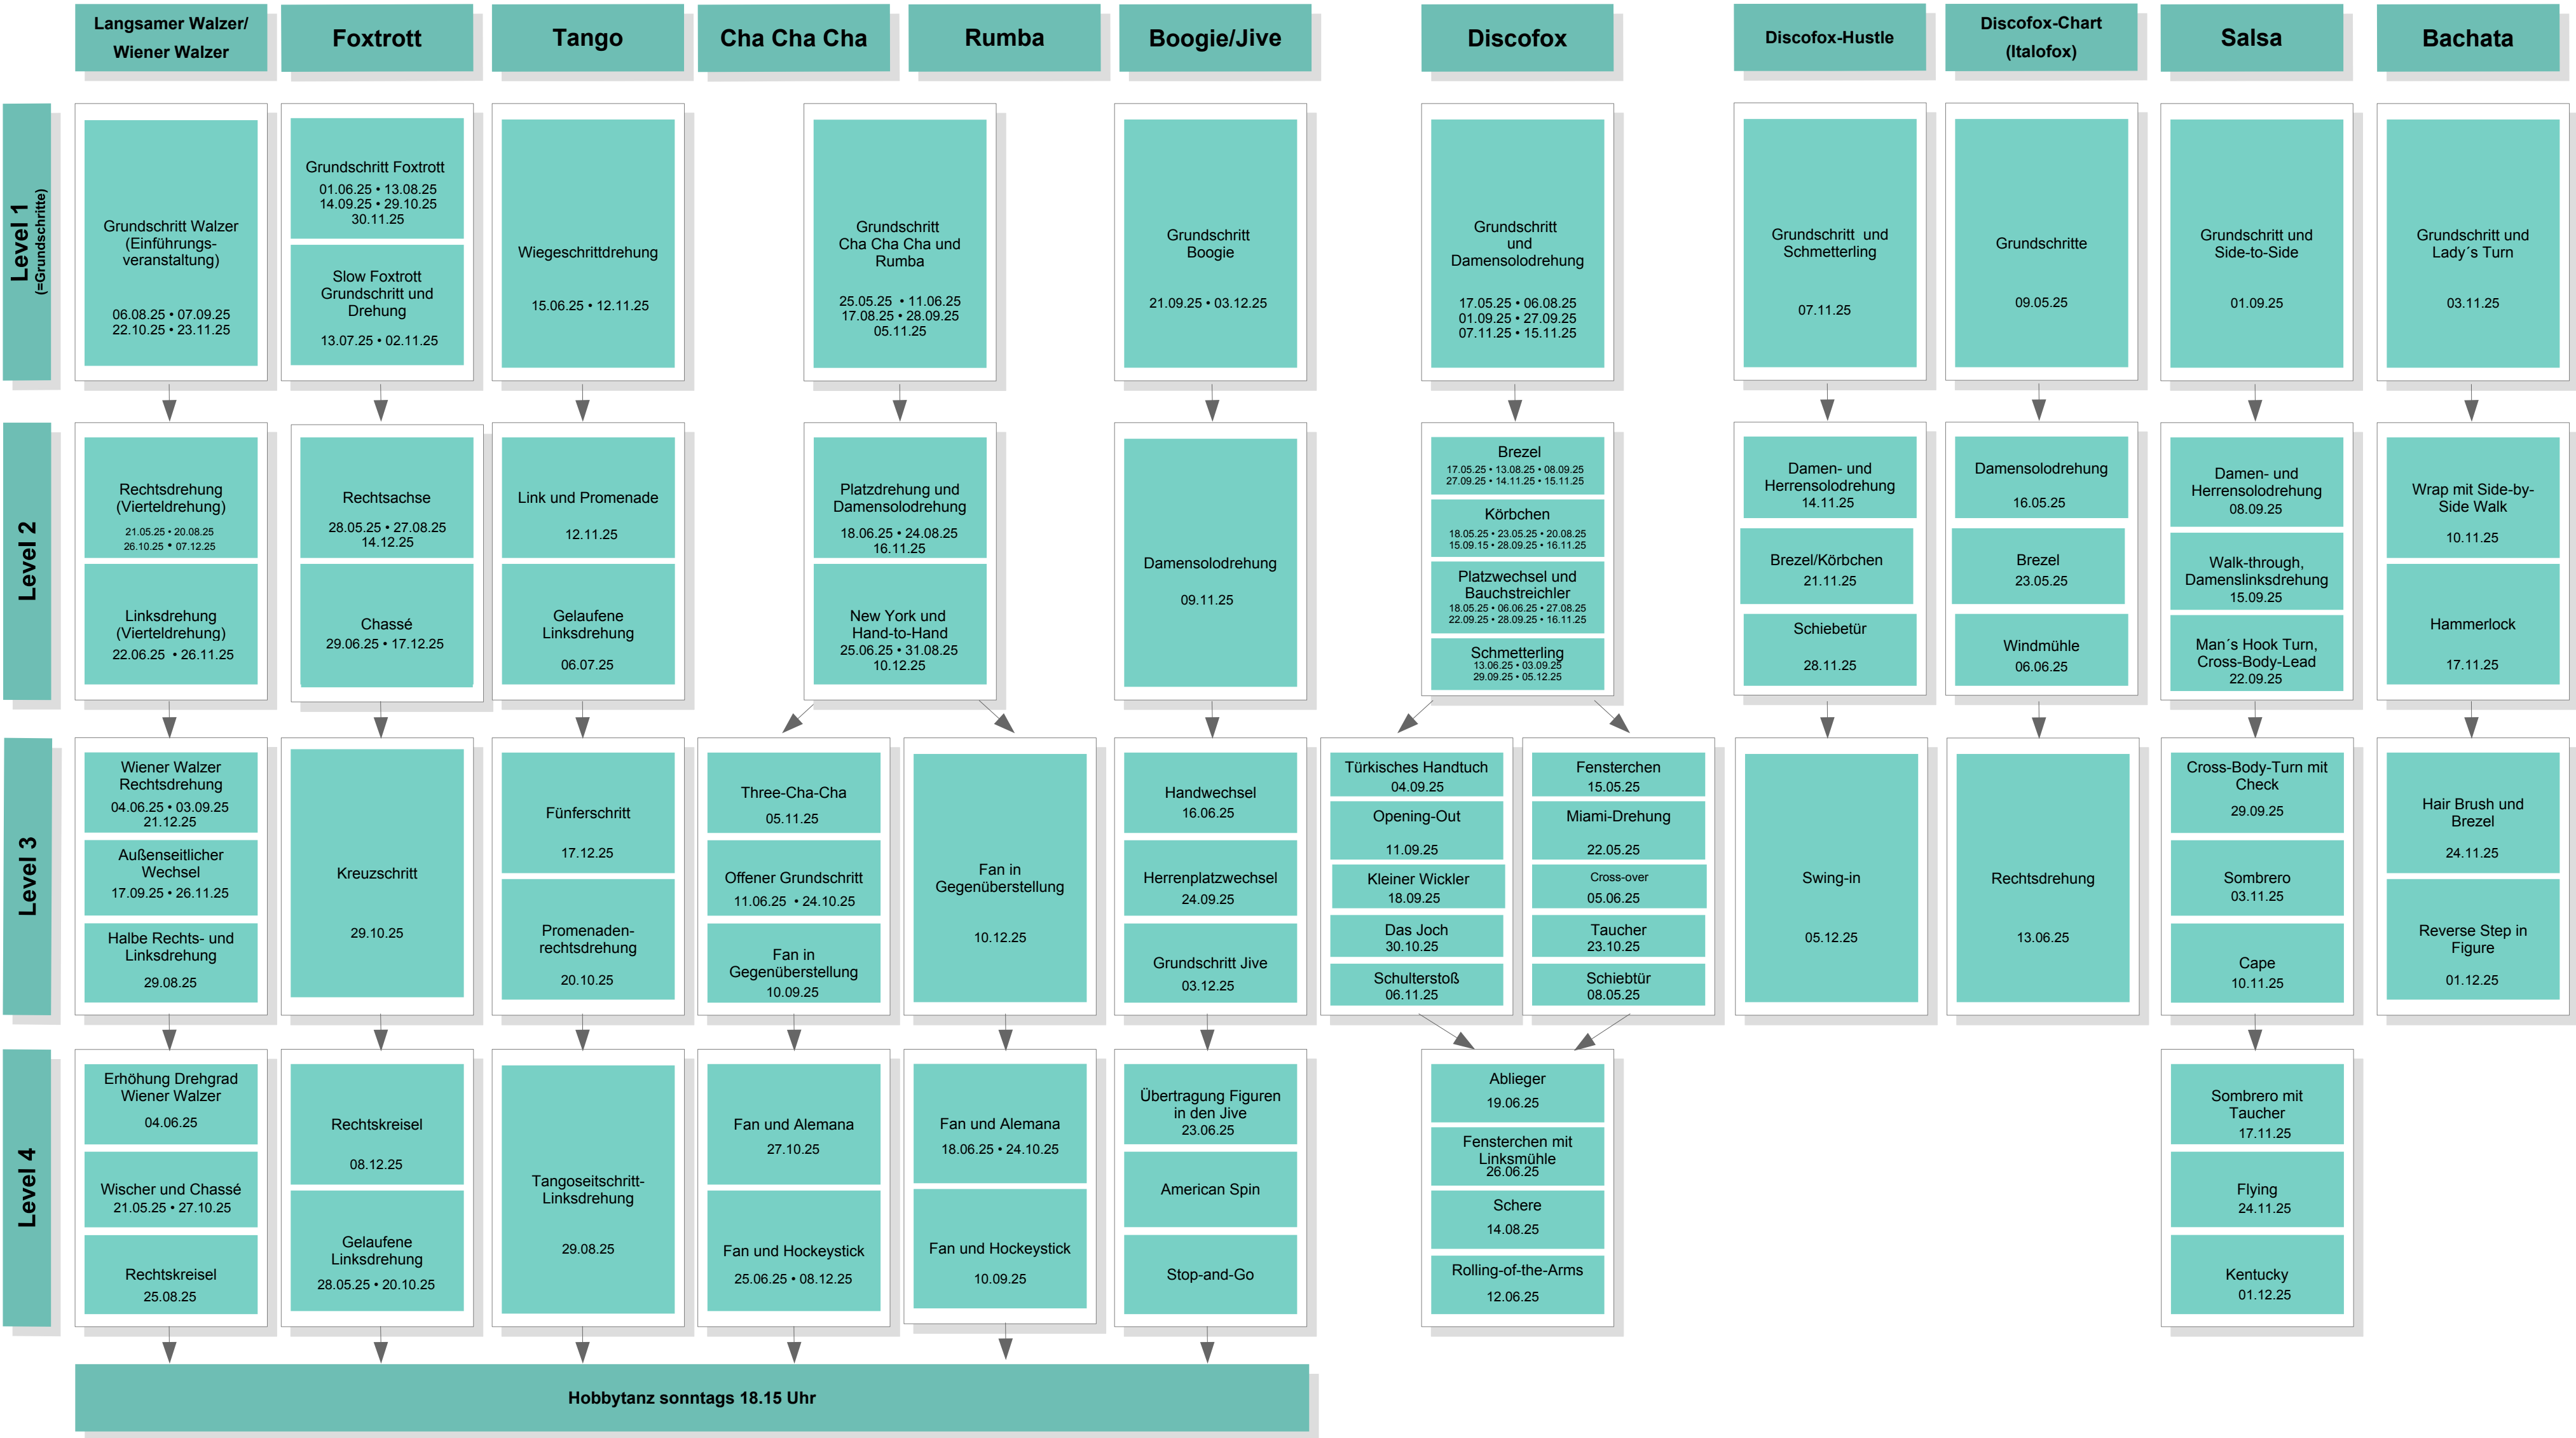 Langsamer Walzer/
Wiener Walzer
Foxtrott
Tango
Cha Cha Cha
Rumba
Boogie/Jive
Discofox
Discofox-Hustle
Discofox-Chart
(Italofox)
Salsa
Bachata
Level 1
(=Grundschritte)
Grundschritt Walzer
(Einführungs-
veranstaltung)
06.08.25 • 07.09.25
22.10.25 • 23.11.25
Grundschritt Foxtrott
01.06.25 • 13.08.25
14.09.25 • 29.10.25
30.11.25
Slow Foxtrott
Grundschritt und
Drehung
13.07.25 • 02.11.25
Wiegeschrittdrehung
15.06.25 • 12.11.25
Grundschritt
Cha Cha Cha und
Rumba
25.05.25 • 11.06.25
17.08.25 • 28.09.25
05.11.25
Grundschritt
Boogie
21.09.25 • 03.12.25
Grundschritt
und
Damensolodrehung
17.05.25 • 06.08.25
01.09.25 • 27.09.25
07.11.25 • 15.11.25
Grundschritt und
Schmetterling
07.11.25
Grundschritte
09.05.25
Grundschritt und
Side-to-Side
01.09.25
Grundschritt und
Lady´s Turn
03.11.25
Level 2
Rechtsdrehung
(Vierteldrehung)
21.05.25 • 20.08.25
26.10.25 • 07.12.25
Linksdrehung
(Vierteldrehung)
22.06.25 • 26.11.25
Rechtsachse
28.05.25 • 27.08.25
14.12.25
Chassé
29.06.25 • 17.12.25
Link und Promenade
12.11.25
Gelaufene
Linksdrehung
06.07.25
Platzdrehung und
Damensolodrehung
18.06.25 • 24.08.25
16.11.25
New York und
Hand-to-Hand
25.06.25 • 31.08.25
10.12.25
Damensolodrehung
09.11.25
Brezel
17.05.25 • 13.08.25 • 08.09.25
27.09.25 • 14.11.25 • 15.11.25
Körbchen
18.05.25 • 23.05.25 • 20.08.25
15.09.15 • 28.09.25 • 16.11.25
Platzwechsel und
Bauchstreichler
18.05.25 • 06.06.25 • 27.08.25
22.09.25 • 28.09.25 • 16.11.25
Schmetterling
13.06.25 • 03.09.25
29.09.25 • 05.12.25
Damen- und
Herrensolodrehung
14.11.25
Brezel/Körbchen
21.11.25
Schiebetür
28.11.25
Damensolodrehung
16.05.25
Brezel
23.05.25
Windmühle
06.06.25
Damen- und
Herrensolodrehung
08.09.25
Walk-through,
Damenslinksdrehung
15.09.25
Man´s Hook Turn,
Cross-Body-Lead
22.09.25
Wrap mit Side-by-
Side Walk
10.11.25
Hammerlock
17.11.25
Level 3
Wiener Walzer
Rechtsdrehung
04.06.25 • 03.09.25
21.12.25
Außenseitlicher
Wechsel
17.09.25 • 26.11.25
Halbe Rechts- und
Linksdrehung
29.08.25
Kreuzschritt
29.10.25
Fünferschritt
17.12.25
Promenaden-
rechtsdrehung
20.10.25
Three-Cha-Cha
05.11.25
Offener Grundschritt
11.06.25 • 24.10.25
Fan in
Gegenüberstellung
10.09.25
Fan in
Gegenüberstellung
10.12.25
Handwechsel
16.06.25
Herrenplatzwechsel
24.09.25
Grundschritt Jive
03.12.25
Türkisches Handtuch
04.09.25
Opening-Out
11.09.25
Kleiner Wickler
18.09.25
Das Joch
30.10.25
Schulterstoß
06.11.25
Fensterchen
15.05.25
Miami-Drehung
22.05.25
Cross-over
05.06.25
Taucher
23.10.25
Schiebtür
08.05.25
Swing-in
05.12.25
Rechtsdrehung
13.06.25
Cross-Body-Turn mit
Check
29.09.25
Sombrero
03.11.25
Cape
10.11.25
Hair Brush und
Brezel
24.11.25
Reverse Step in
Figure
01.12.25
Level 4
Erhöhung Drehgrad
Wiener Walzer
04.06.25
Wischer und Chassé
21.05.25 • 27.10.25
Rechtskreisel
25.08.25
Rechtskreisel
08.12.25
Gelaufene
Linksdrehung
28.05.25 • 20.10.25
Tangoseitschritt-
Linksdrehung
29.08.25
Fan und Alemana
27.10.25
Fan und Hockeystick
25.06.25 • 08.12.25
Fan und Alemana
18.06.25 • 24.10.25
Fan und Hockeystick
10.09.25
Übertragung Figuren
in den Jive
23.06.25
American Spin
Stop-and-Go
Ablieger
19.06.25
Fensterchen mit
Linksmühle
26.06.25
Schere
14.08.25
Rolling-of-the-Arms
12.06.25
Sombrero mit
Taucher
17.11.25
Flying
24.11.25
Kentucky
01.12.25
Hobbytanz sonntags 18.15 Uhr